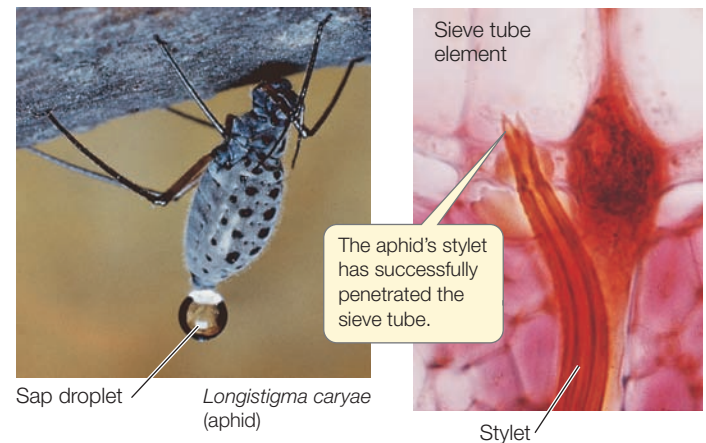 Sieve tube
element
The aphid's stylet
has successfully
penetrated the
sieve tube.
Sap droplet
Longistigma caryae
(aphid)
Stylet